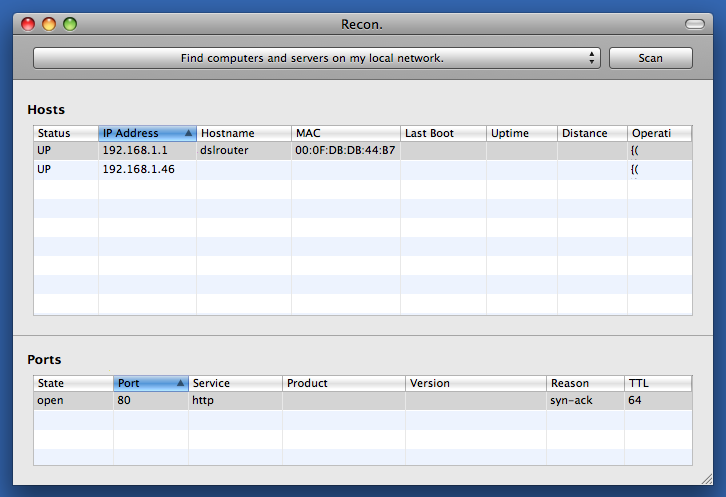 Recon.
Find computers and servers on my local network. Scan
Hosts
Status IP Address Hostname MAC Last Boot Uptime Distance Operati
UP 192.168.1.1 dslrouter 00:0F:DB:DB:44:B7 {(
UP 192.168.1.46 {(
Ports
State Port Service Product Version Reason TTL
open 80 http syn-ack 64